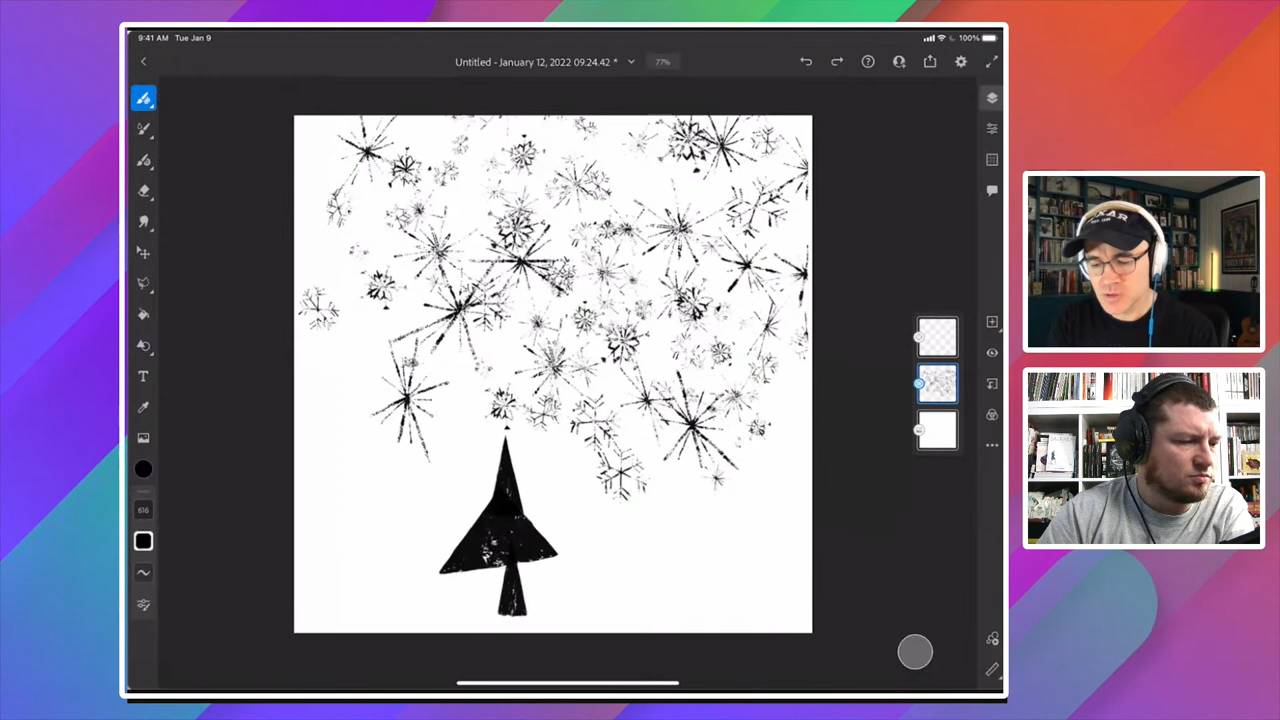 9:41 AM Tue Jan 9
100%
Untitled - January 12, 2022 09.24.42 *
77%
T
616